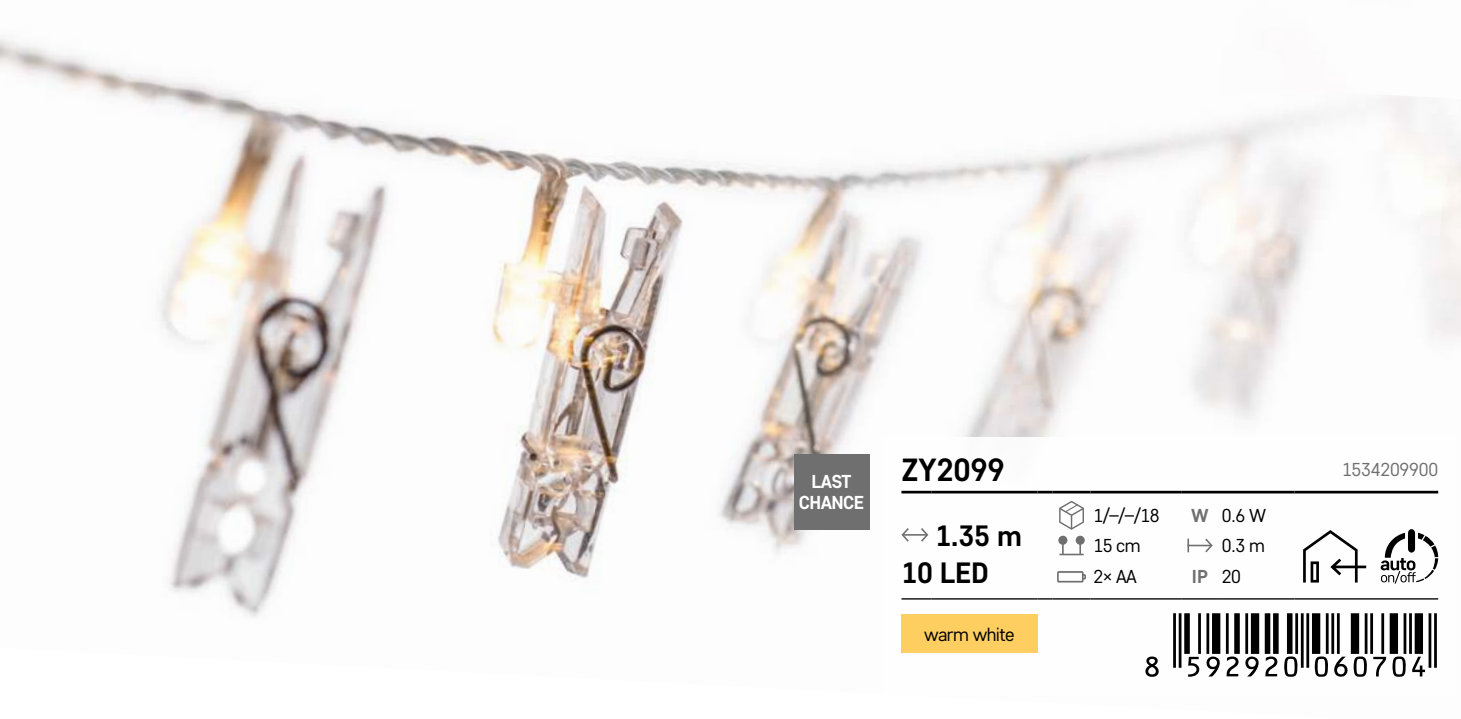 LAST
CHANCE
ZY2099
1534209900
1.35 m
10 LED
1/–/–/18
15 cm
2× AA
W 0.6 W
0.3 m
IP 20
auto
on/off
warm white
8 592920 060704